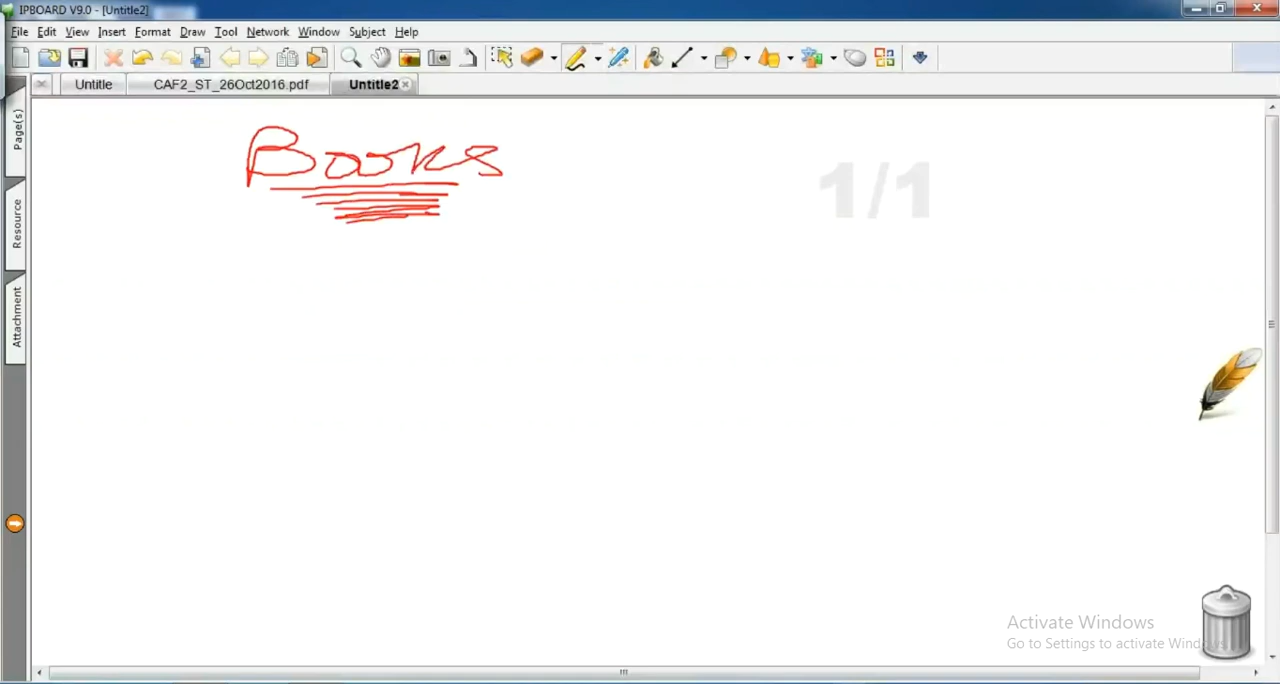 IPBOARD V9.0 - [Untitle2]
File Edit View Insert Format Draw Tool Network Window Subject Help
Untitle CAF2_ST_26Oct2016.pdf Untitle2
Page(s)
Resource
Attachment
Books
1/1
Activate Windows
Go to Settings to activate Windows